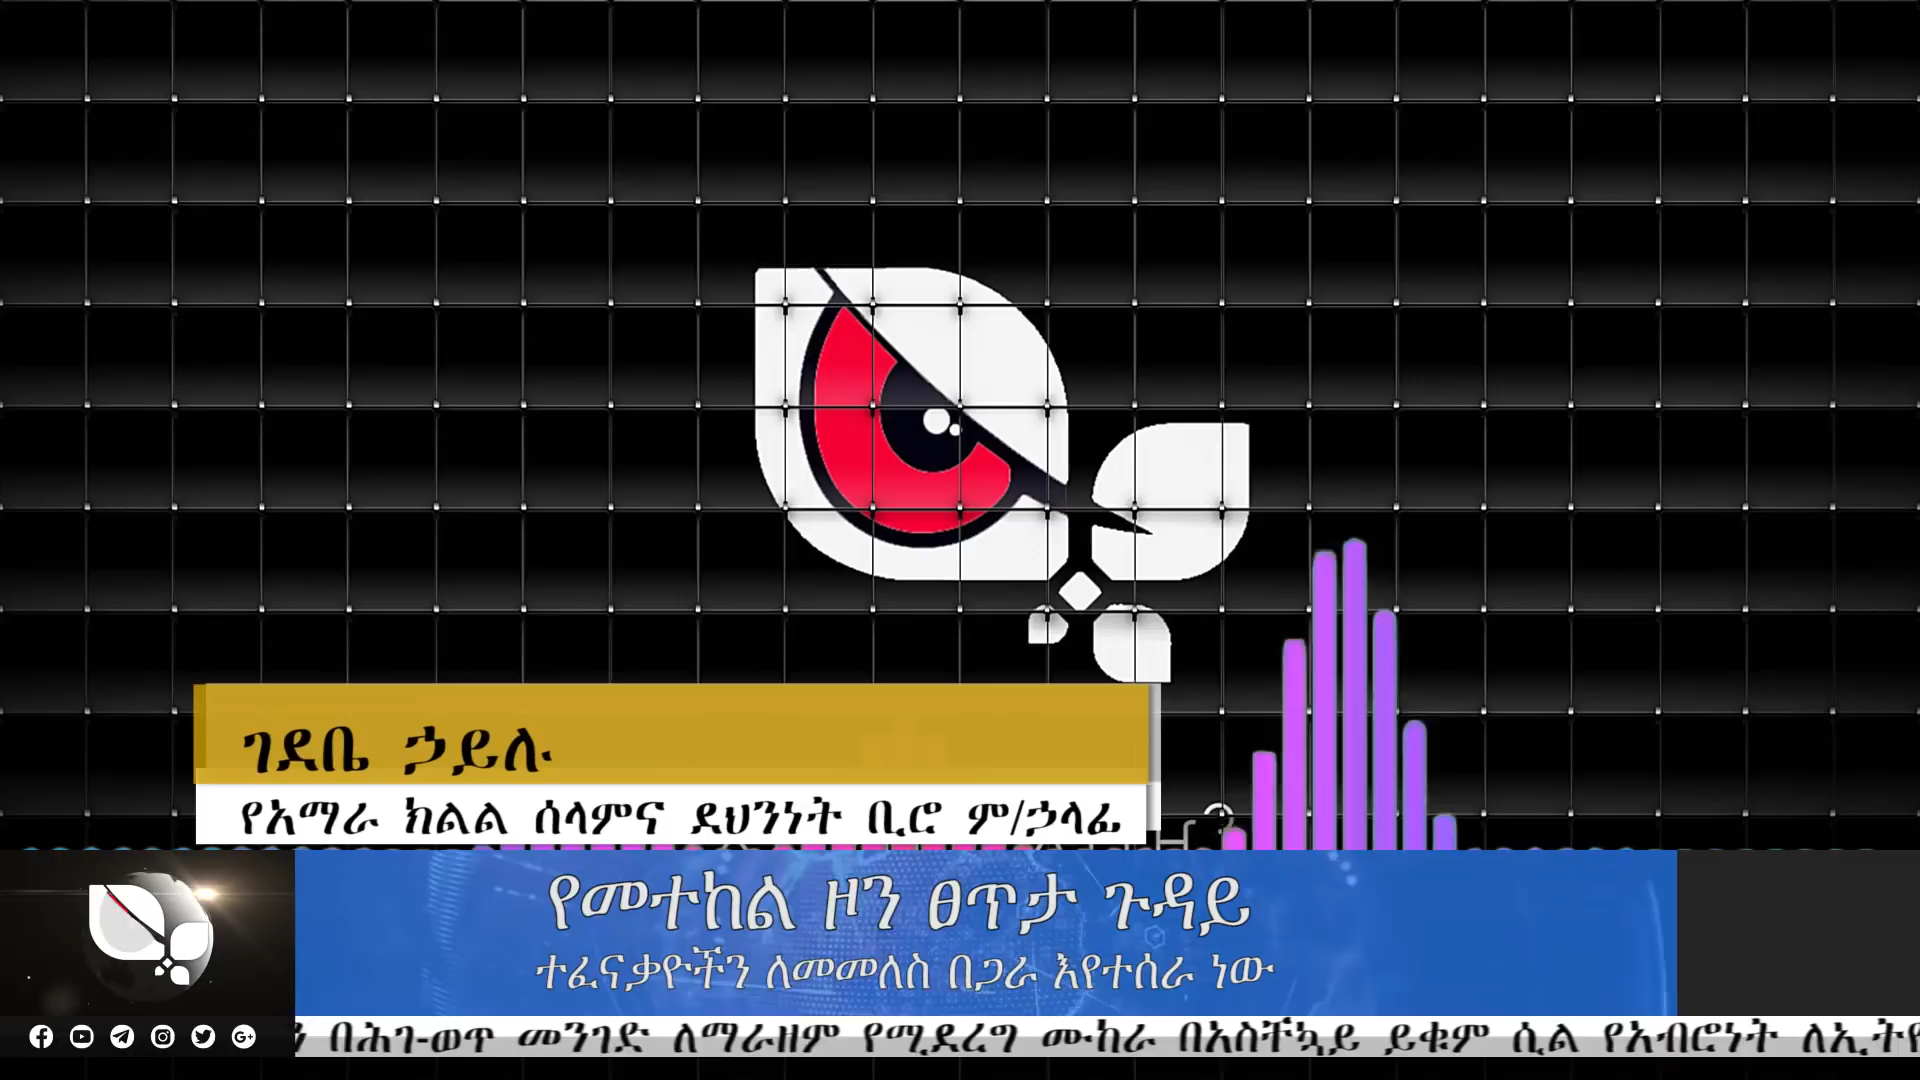 ገደቤ ኃይሉ
የአማራ ክልል ሰላምና ደህንነት ቢሮ ም/ኃላፊ
የመተከል ዞን ፀጥታ ጉዳይ
ተፈናቃዮችን ለመመለስ በጋራ እየተሰራ ነው
በሕገ-ወጥ መንገድ ለማራዘም የሚደረግ ሙከራ በአስቸኳይ ይቁም ሲል የአብሮነት